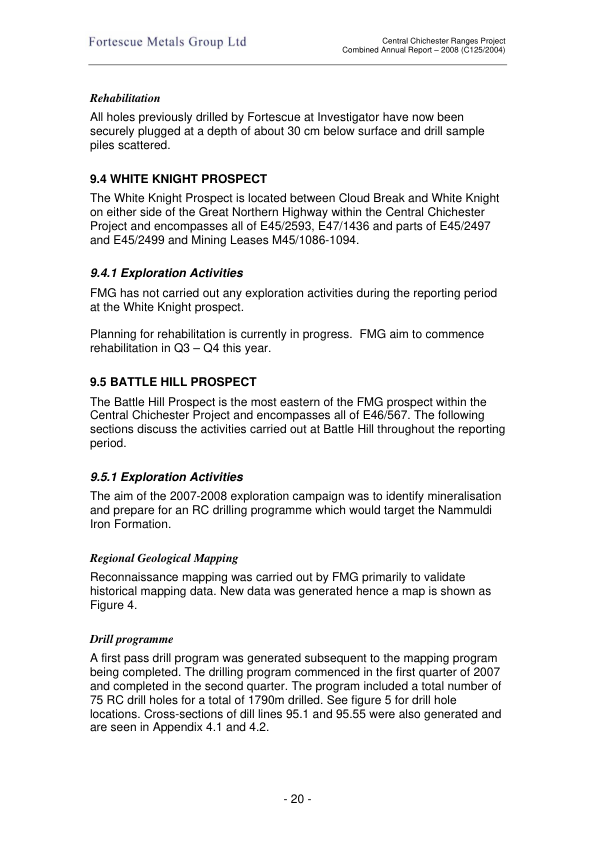 Fortescue Metals Group Ltd
Central Chichester Ranges Project
Combined Annual Report – 2008 (C125/2004)
Rehabilitation
All holes previously drilled by Fortescue at Investigator have now been
securely plugged at a depth of about 30 cm below surface and drill sample
piles scattered.
9.4 WHITE KNIGHT PROSPECT
The White Knight Prospect is located between Cloud Break and White Knight
on either side of the Great Northern Highway within the Central Chichester
Project and encompasses all of E45/2593, E47/1436 and parts of E45/2497
and E45/2499 and Mining Leases M45/1086-1094.
9.4.1 Exploration Activities
FMG has not carried out any exploration activities during the reporting period
at the White Knight prospect.
Planning for rehabilitation is currently in progress.  FMG aim to commence
rehabilitation in Q3 – Q4 this year.
9.5 BATTLE HILL PROSPECT
The Battle Hill Prospect is the most eastern of the FMG prospect within the
Central Chichester Project and encompasses all of E46/567. The following
sections discuss the activities carried out at Battle Hill throughout the reporting
period.
9.5.1 Exploration Activities
The aim of the 2007-2008 exploration campaign was to identify mineralisation
and prepare for an RC drilling programme which would target the Nammuldi
Iron Formation.
Regional Geological Mapping
Reconnaissance mapping was carried out by FMG primarily to validate
historical mapping data. New data was generated hence a map is shown as
Figure 4.
Drill programme
A first pass drill program was generated subsequent to the mapping program
being completed. The drilling program commenced in the first quarter of 2007
and completed in the second quarter. The program included a total number of
75 RC drill holes for a total of 1790m drilled. See figure 5 for drill hole
locations. Cross-sections of dill lines 95.1 and 95.55 were also generated and
are seen in Appendix 4.1 and 4.2.
- 20 -